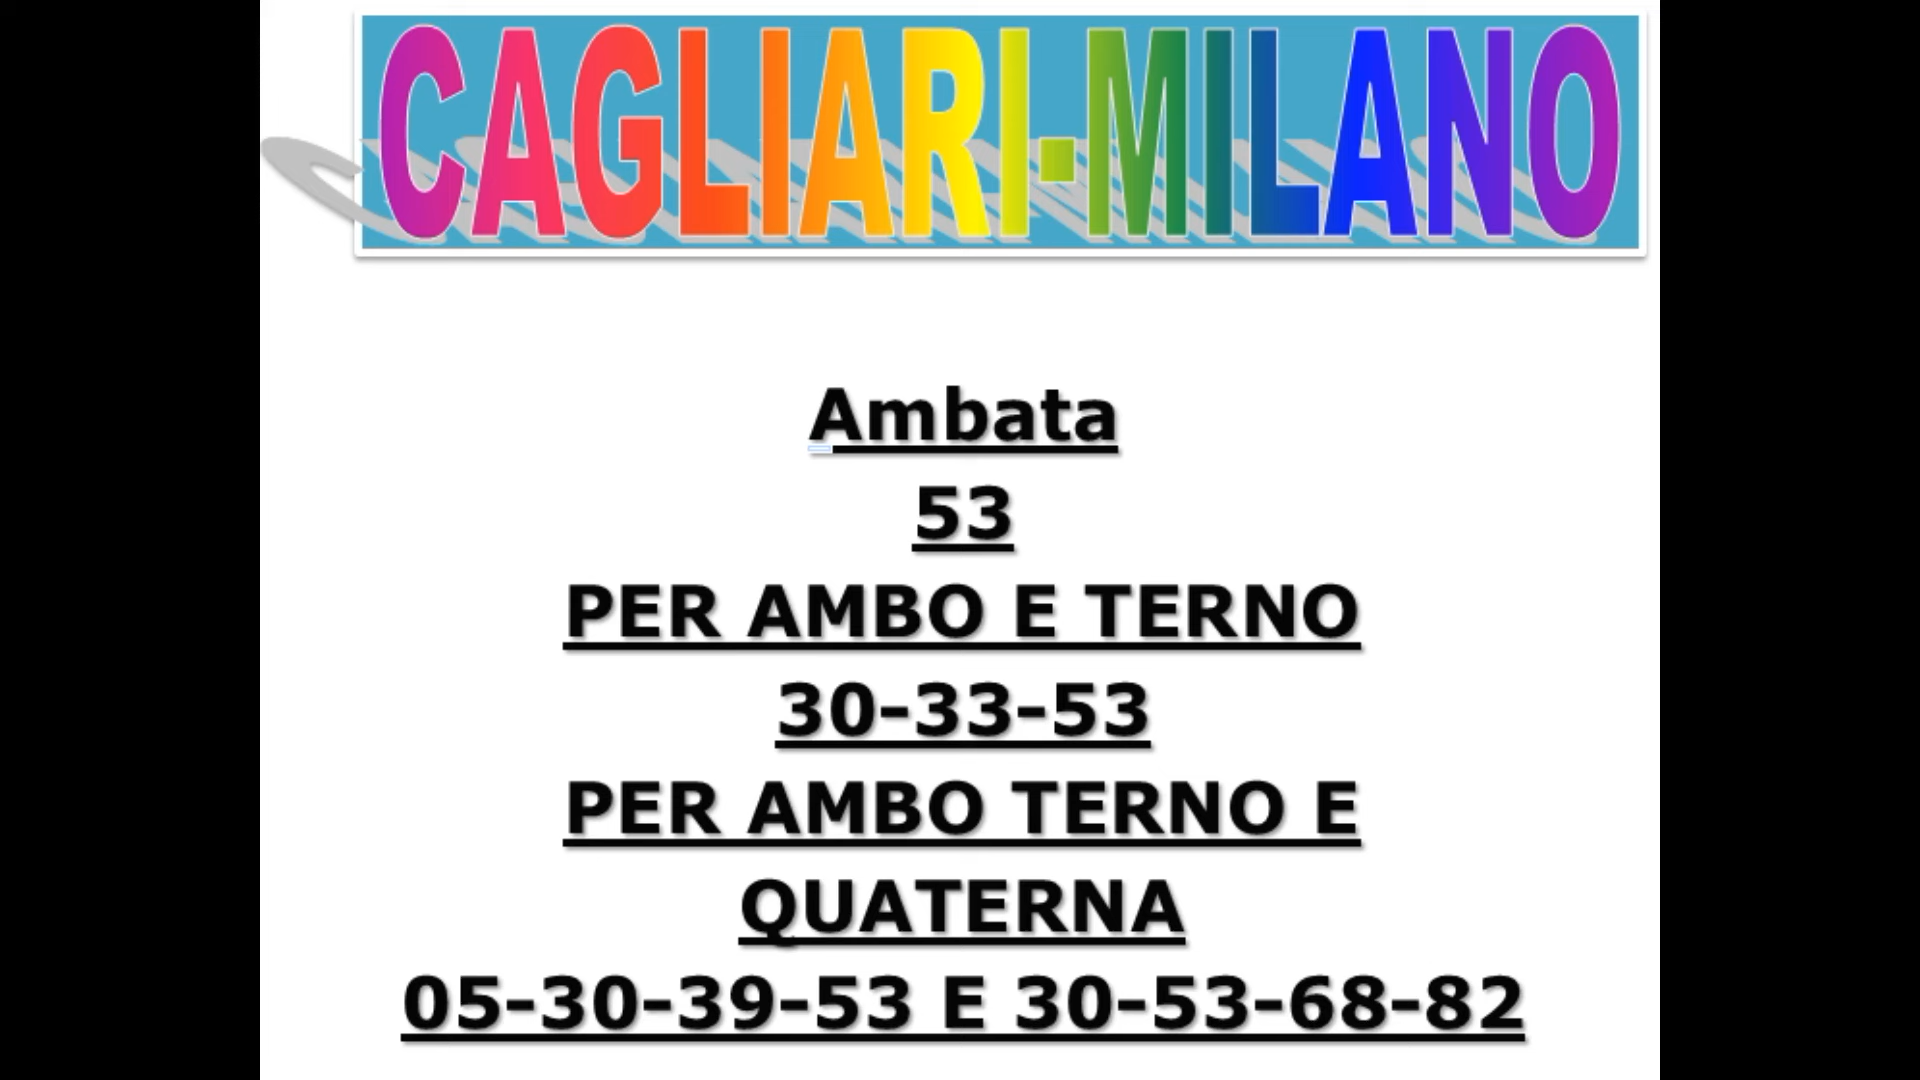 CAGLIARI-MILANO
Ambata
53
PER AMBO E TERNO
30-33-53
PER AMBO TERNO E
QUATERNA
05-30-39-53 E 30-53-68-82